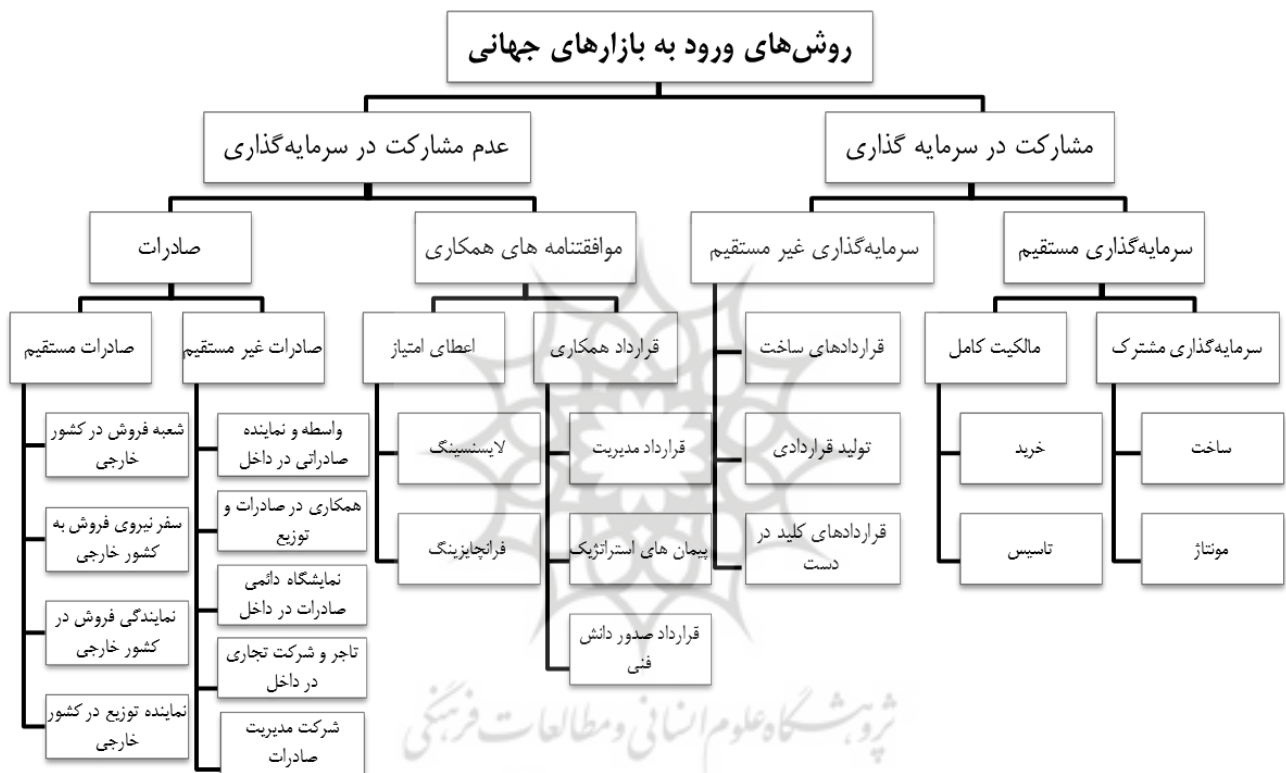 روش‌های ورود به بازارهای جهانی
مشارکت در سرمایه گذاری
عدم مشارکت در سرمایه‌گذاری
سرمایه‌گذاری مستقیم
سرمایه‌گذاری غیر مستقیم
موافقتنامه های همکاری
صادرات
سرمایه‌گذاری مشترک
ساخت
مونتاژ
مالکیت کامل
خرید
تاسیس
قراردادهای ساخت
تولید قراردادی
قراردادهای کلید در
دست
قرارداد همکاری
قرارداد مدیریت
پیمان های استراتژیک
قرارداد صدور دانش
فنی
اعطای امتیاز
لایسنسینگ
فرانچایزینگ
صادرات غیر مستقیم
واسطه و نماینده
صادراتی در داخل
همکاری در صادرات و
توزیع
نمایشگاه دائمی
صادرات در داخل
تاجر و شرکت تجاری
در داخل
شرکت مدیریت
صادرات
صادرات مستقیم
شعبه فروش در کشور
خارجی
سفر نیروی فروش به
کشور خارجی
نمایندگی فروش در
کشور خارجی
نماینده توزیع در کشور
خارجی
پژوهشگاه علوم انسانی و مطالعات فرهنگی